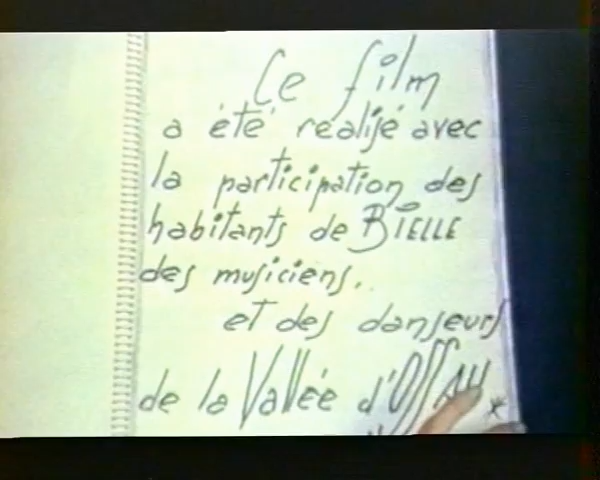 Ce film
a été réalisé avec
la participation des
habitants de BIELLE
des musiciens,
et des danseurs
de la Vallée d'OSSAU